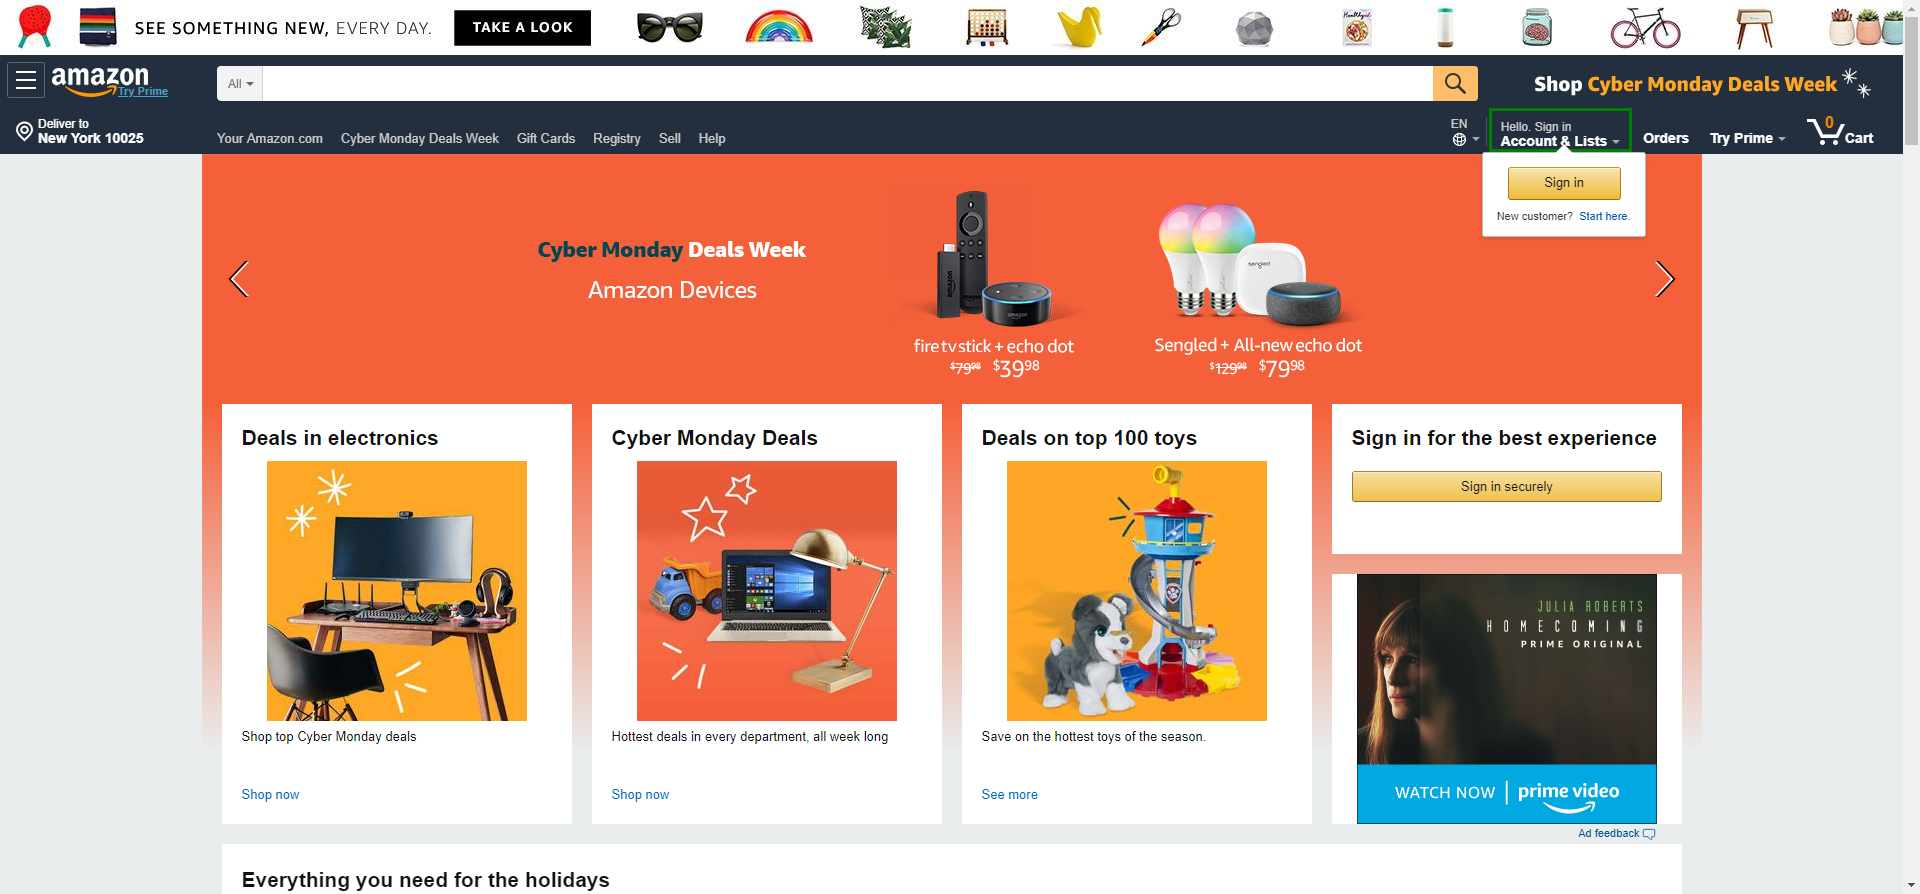 SEE SOMETHING NEW, EVERY DAY.
TAKE A LOOK
amazon
Try Prime
All
Shop Cyber Monday Deals Week
Deliver to
New York 10025
Your Amazon.com Cyber Monday Deals Week Gift Cards Registry Sell Help
EN
Hello. Sign in
Account & Lists
Orders
Try Prime
0
Cart
Sign in
New customer? Start here.
Cyber Monday Deals Week
Amazon Devices
amazon
amazon
sengled
fire tv stick + echo dot
$79.98 $39.98
Sengled + All-new echo dot
$129.98 $79.98
Deals in electronics
Shop top Cyber Monday deals
Shop now
Cyber Monday Deals
Hottest deals in every department, all week long
Shop now
Deals on top 100 toys
Save on the hottest toys of the season.
See more
Sign in for the best experience
Sign in securely
JULIA ROBERTS
HOMECOMING
PRIME ORIGINAL
WATCH NOW
prime video
Ad feedback
Everything you need for the holidays